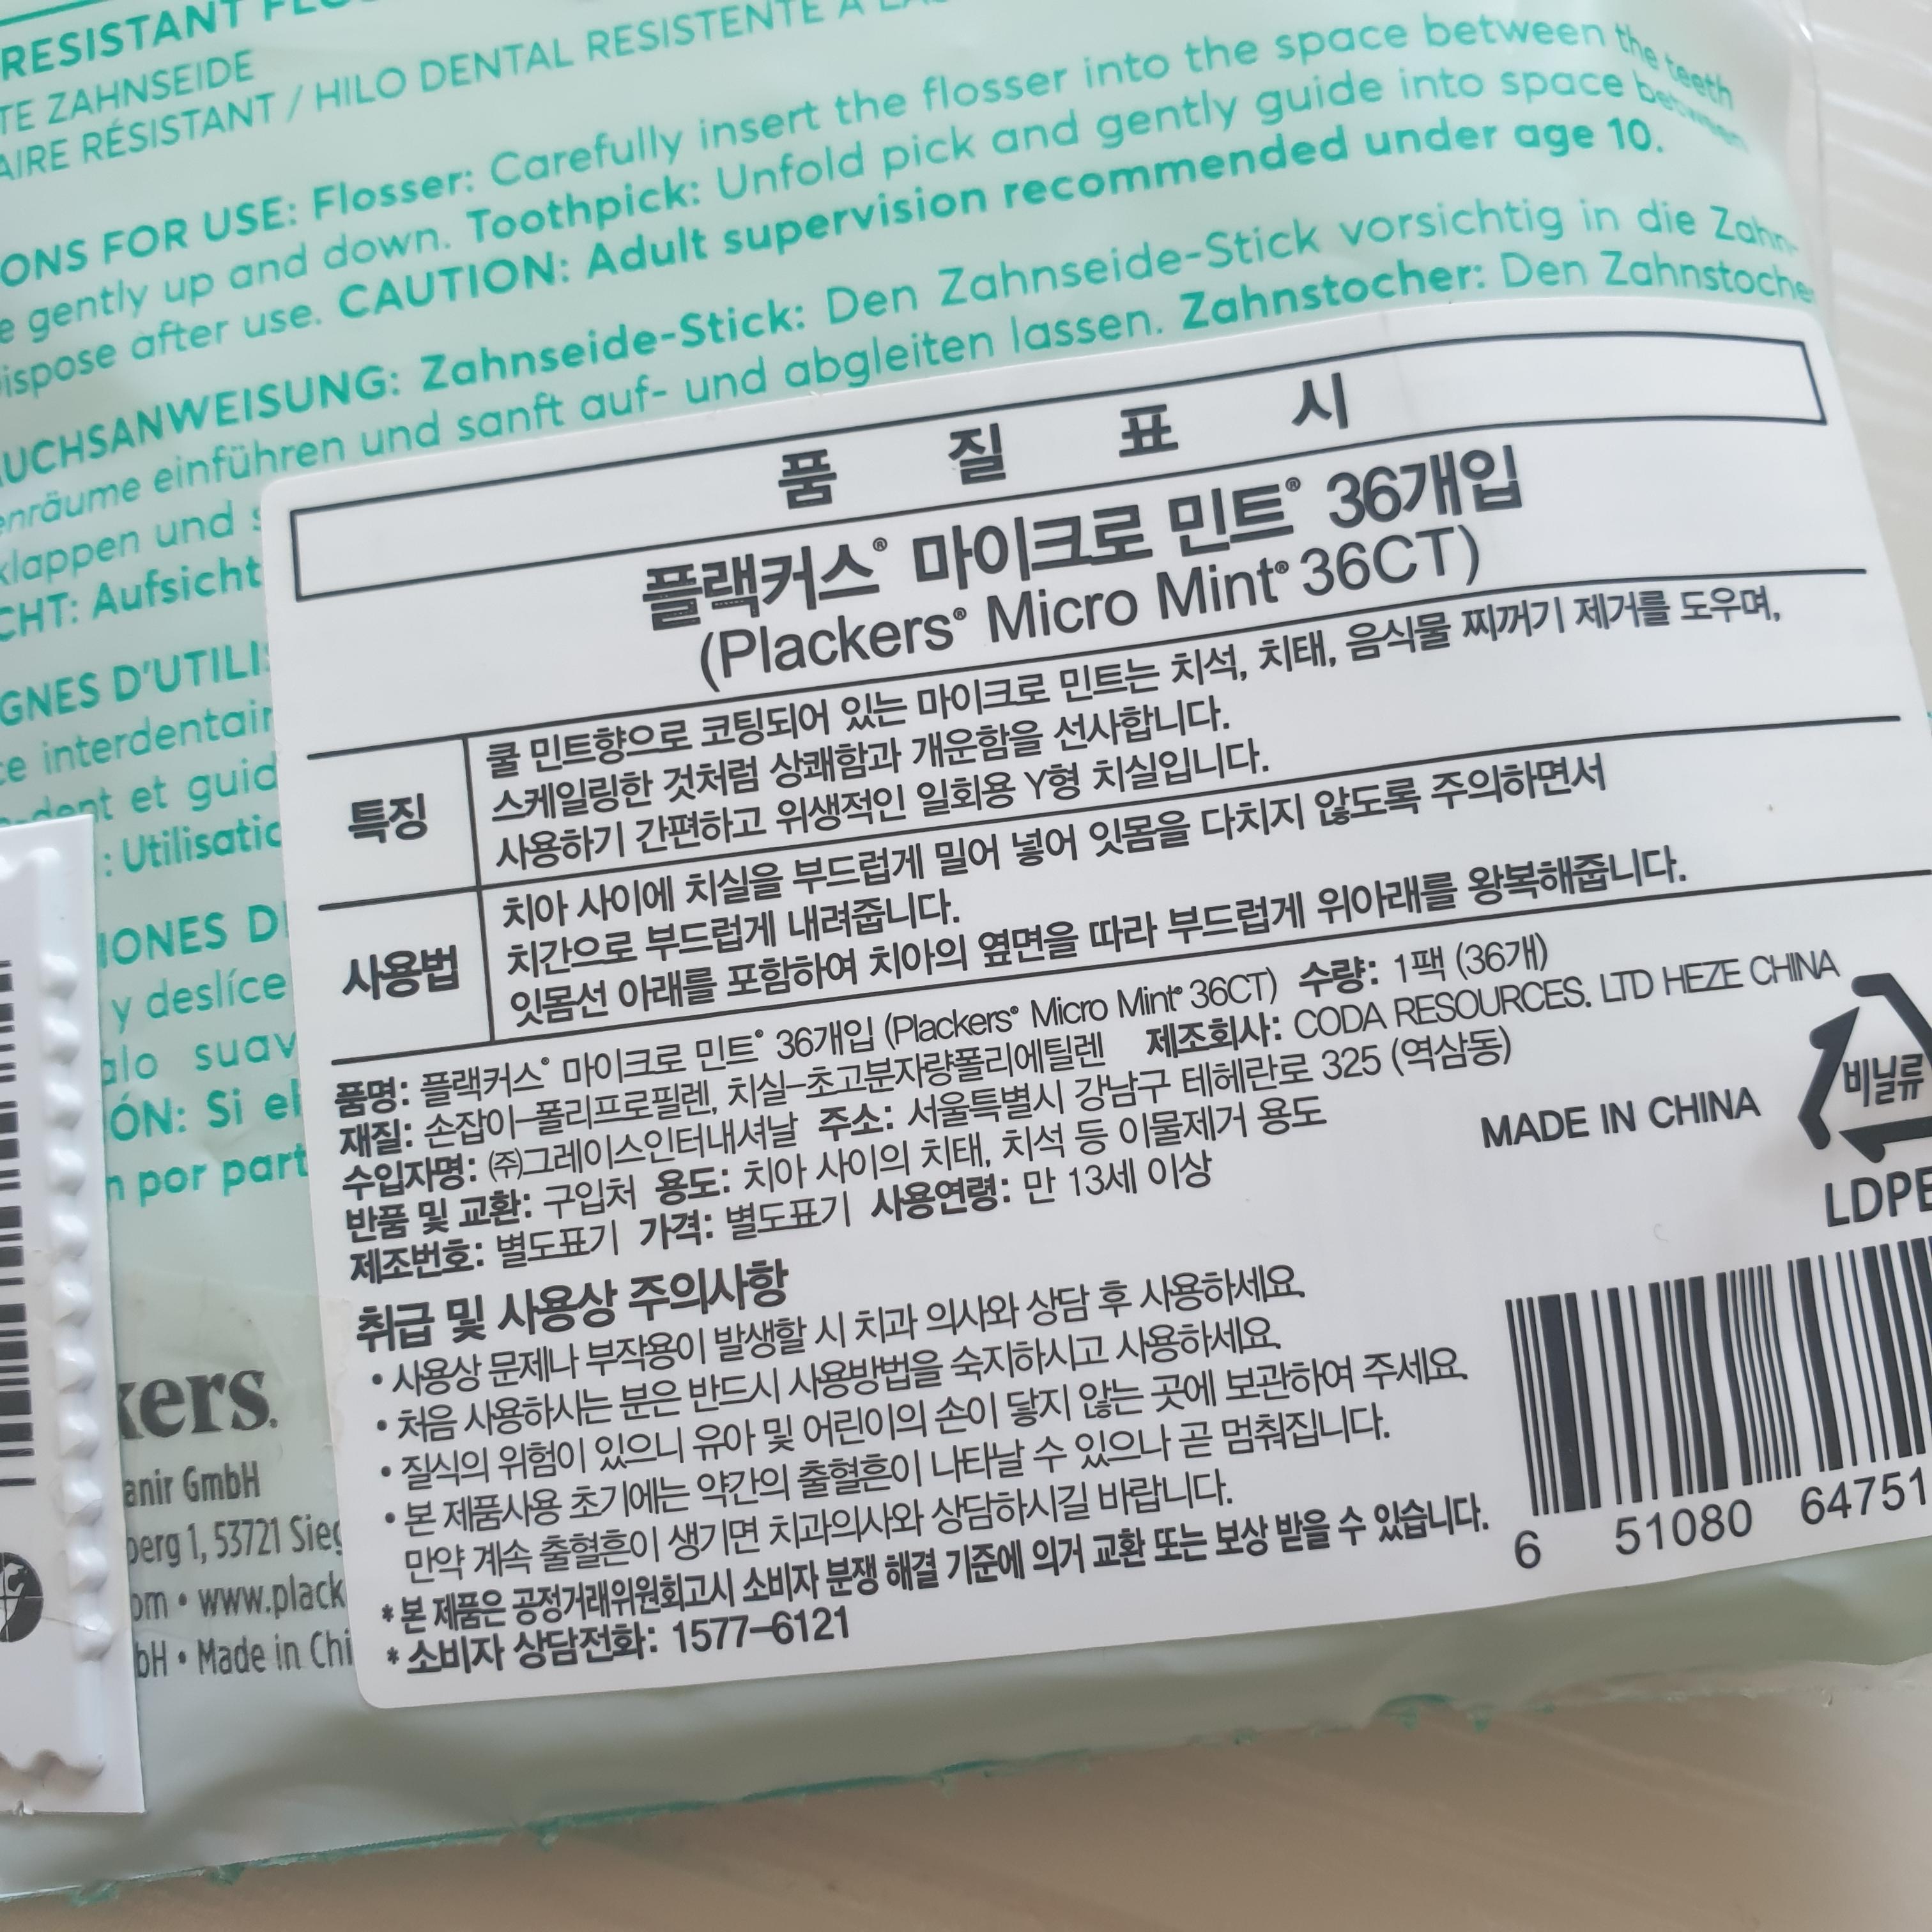 RESISTANT
TE ZAHNSEIDE
AIRE RÉSISTANT / HILO DENTAL RESISTENTE A
ONS FOR USE: Flosser: Carefully insert the flosser into the space between the teeth
e gently up and down. Toothpick: Unfold pick and gently guide into space between
ispose after use. CAUTION: Adult supervision recommended under age 10.
UCHSANWEISUNG: Zahnseide-Stick: Den Zahnseide-Stick vorsichtig in die Zahn-
enräume einführen und sanft auf- und abgleiten lassen. Zahnstocher: Den Zahnstocher
klappen und
CHT: Aufsicht
GNES D'UTILI
ce interdentair
dent et guid
: Utilisatic
IONES D
y deslíce
alo suav
ÓN: Si el
n por part
kers.
anir GmbH
berg 1, 53721 Sieg
om • www.plack
bH • Made in Chi
품 질 표 시
플랙커스® 마이크로 민트® 36개입
(Plackers® Micro Mint® 36CT)
특징
쿨 민트향으로 코팅되어 있는 마이크로 민트는 치석, 치태, 음식물 찌꺼기 제거를 도우며,
스케일링한 것처럼 상쾌함과 개운함을 선사합니다.
사용하기 간편하고 위생적인 일회용 Y형 치실입니다.
사용법
치아 사이에 치실을 부드럽게 밀어 넣어 잇몸을 다치지 않도록 주의하면서
치간으로 부드럽게 내려줍니다.
잇몸선 아래를 포함하여 치아의 옆면을 따라 부드럽게 위아래를 왕복해줍니다.
품명: 플랙커스® 마이크로 민트® 36개입 (Plackers® Micro Mint® 36CT) 수량: 1팩 (36개)
재질: 손잡이-폴리프로필렌, 치실-초고분자량폴리에틸렌 제조회사: CODA RESOURCES. LTD HEZE CHINA
수입자명: (주)그레이스인터내셔날 주소: 서울특별시 강남구 테헤란로 325 (역삼동)
반품 및 교환: 구입처 용도: 치아 사이의 치태, 치석 등 이물제거 용도
제조번호: 별도표기 가격: 별도표기 사용연령: 만 13세 이상
MADE IN CHINA
비닐류
LDPE
취급 및 사용상 주의사항
• 사용상 문제나 부작용이 발생할 시 치과 의사와 상담 후 사용하세요.
• 처음 사용하시는 분은 반드시 사용방법을 숙지하시고 사용하세요.
• 질식의 위험이 있으니 유아 및 어린이의 손이 닿지 않는 곳에 보관하여 주세요.
• 본 제품사용 초기에는 약간의 출혈흔이 나타날 수 있으나 곧 멈춰집니다.
만약 계속 출혈흔이 생기면 치과의사와 상담하시길 바랍니다.
* 본 제품은 공정거래위원회고시 소비자 분쟁 해결 기준에 의거 교환 또는 보상 받을 수 있습니다.
* 소비자 상담전화: 1577-6121
6 51080 64751